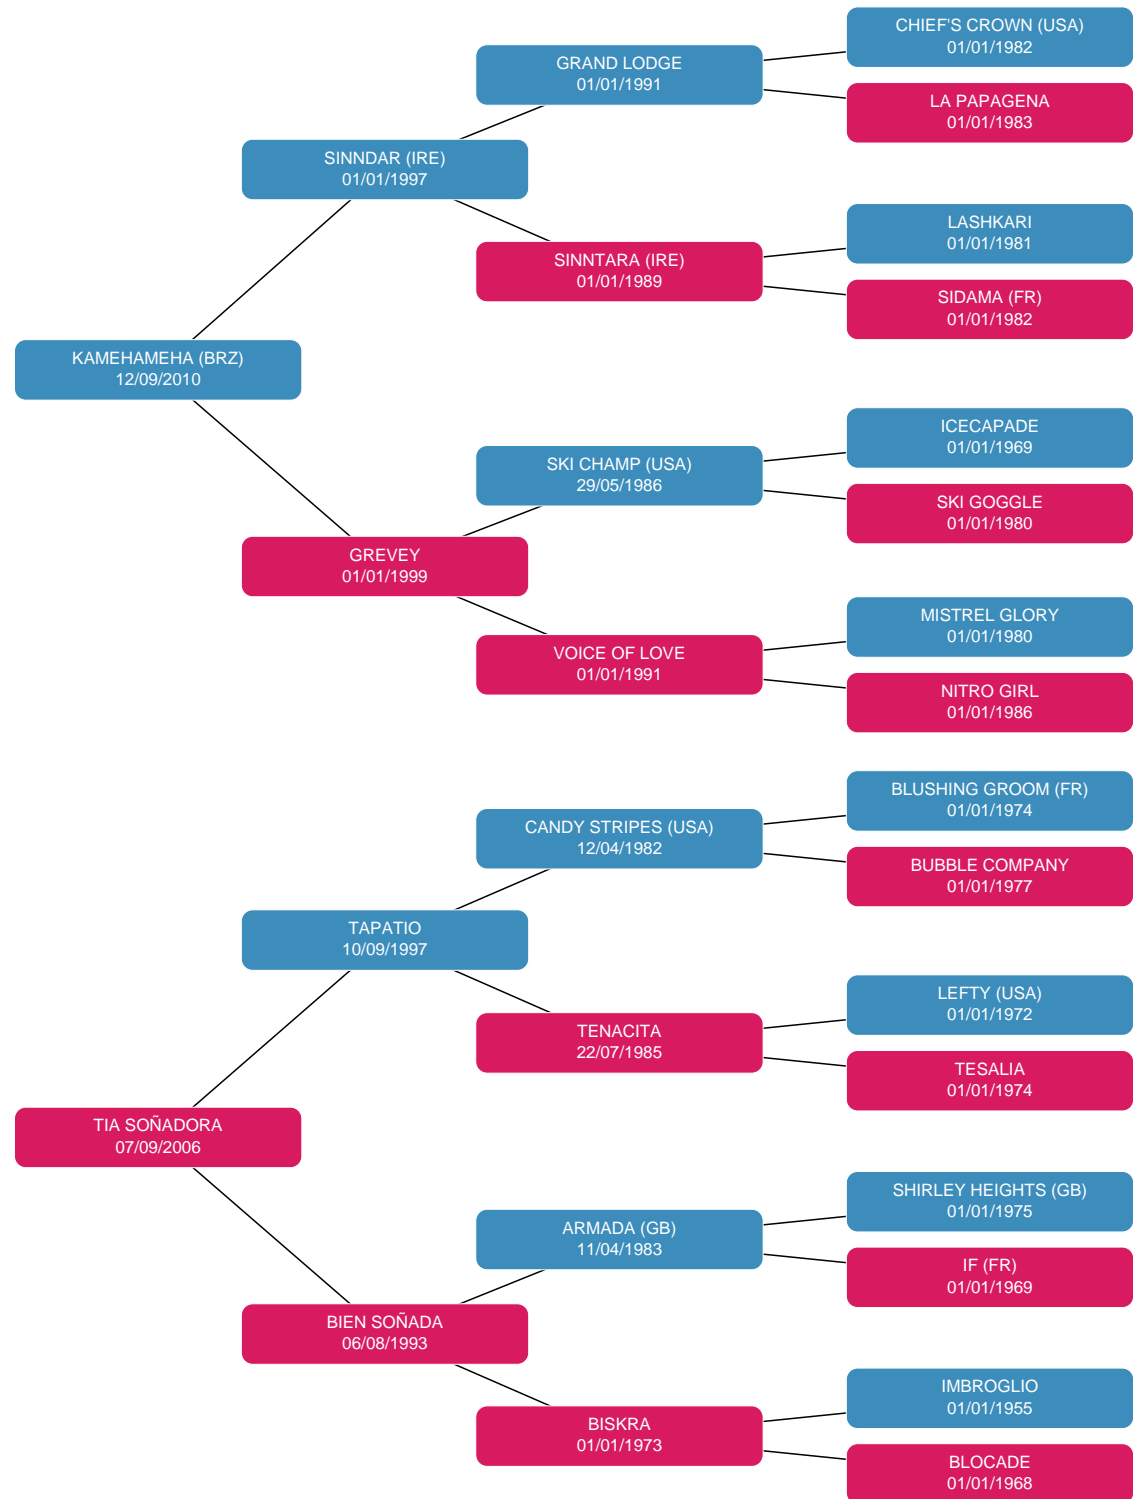 CHIEF'S CROWN (USA)
01/01/1982
GRAND LODGE
01/01/1991
LA PAPAGENA
01/01/1983
SINNDAR (IRE)
01/01/1997
LASHKARI
01/01/1981
SINNTARA (IRE)
01/01/1989
SIDAMA (FR)
01/01/1982
KAMEHAMEHA (BRZ)
12/09/2010
ICECAPADE
01/01/1969
SKI CHAMP (USA)
29/05/1986
SKI GOGGLE
01/01/1980
GREVEY
01/01/1999
MISTREL GLORY
01/01/1980
VOICE OF LOVE
01/01/1991
NITRO GIRL
01/01/1986
BLUSHING GROOM (FR)
01/01/1974
CANDY STRIPES (USA)
12/04/1982
BUBBLE COMPANY
01/01/1977
TAPATIO
10/09/1997
LEFTY (USA)
01/01/1972
TENACITA
22/07/1985
TESALIA
01/01/1974
TIA SOÑADORA
07/09/2006
SHIRLEY HEIGHTS (GB)
01/01/1975
ARMADA (GB)
11/04/1983
IF (FR)
01/01/1969
BIEN SOÑADA
06/08/1993
IMBROGLIO
01/01/1955
BISKRA
01/01/1973
BLOCADE
01/01/1968